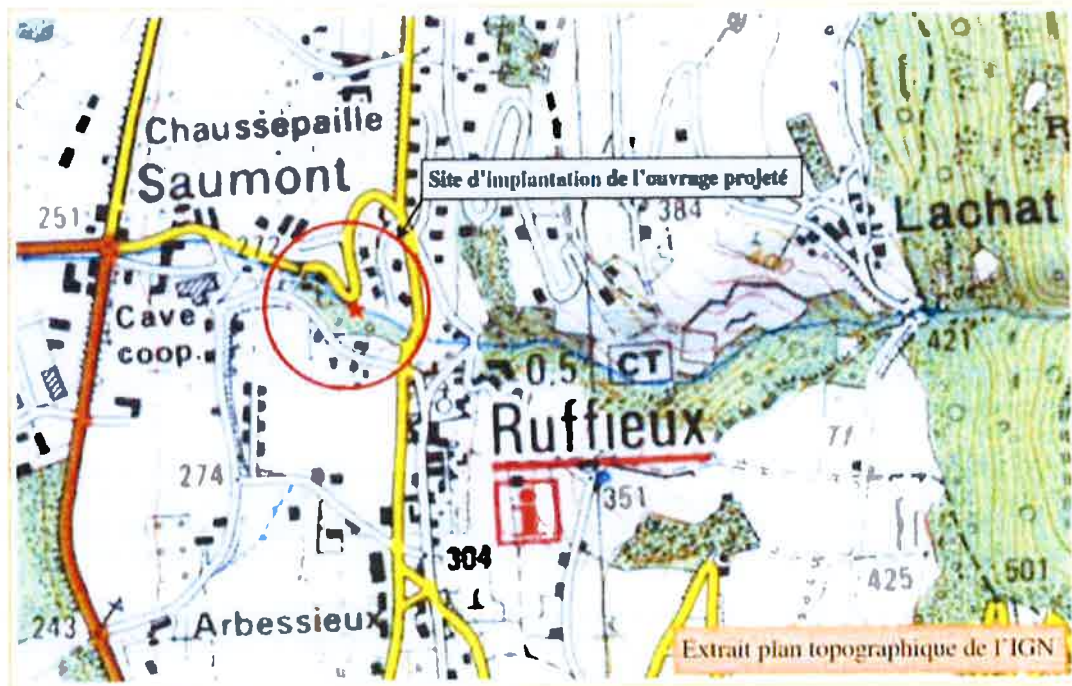 Chaussepaille
Saumont
Site d'implantation de l'ouvrage projeté
251
272
384
Lachat
R
Cave
coop.
0.5
CT
421
Ruffieux
274
351
304
425
501
243
Arbessieux
Extrait plan topographique de l'IGN